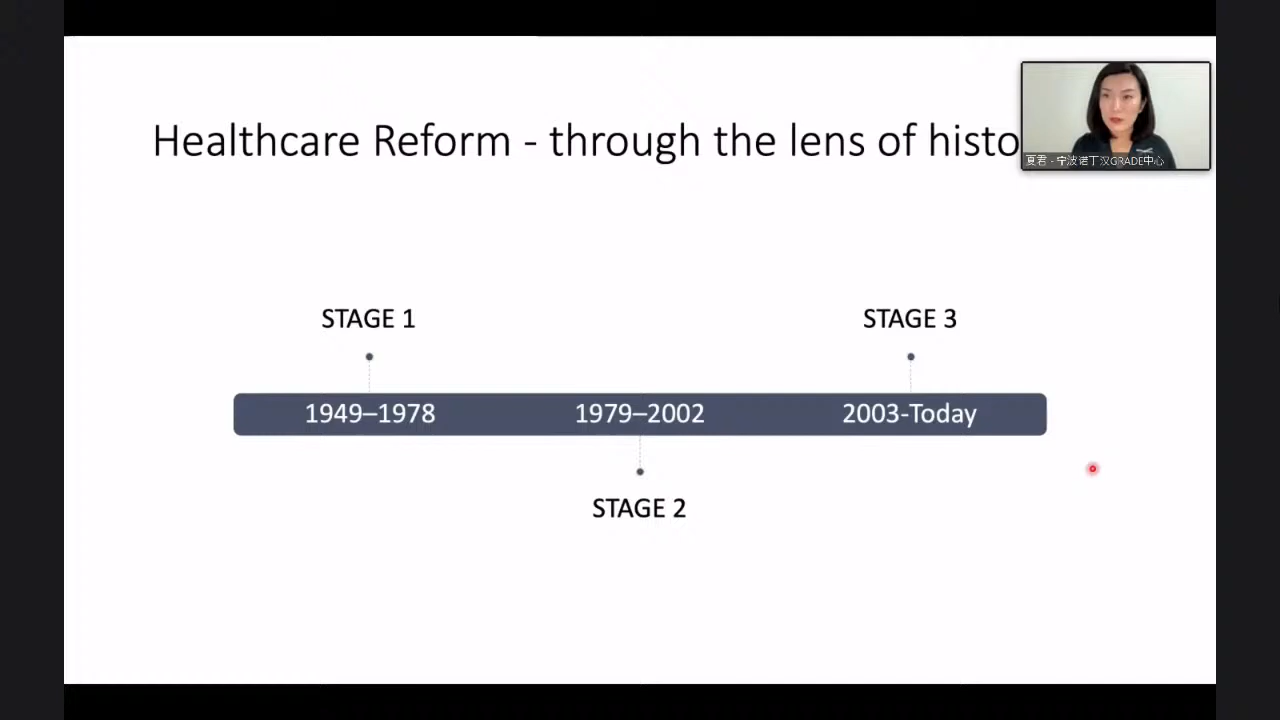 Healthcare Reform - through the lens of histo
夏君 - 宁波诺丁汉GRADE中心
STAGE 1
STAGE 3
1949–1978
1979–2002
2003-Today
STAGE 2